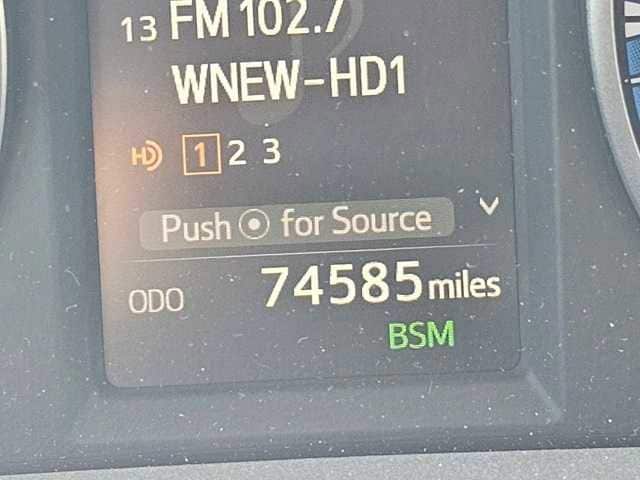 13 FM 102.7
WNEW-HD1
HD 1 2 3
Push for Source
ODO 74585 miles
BSM